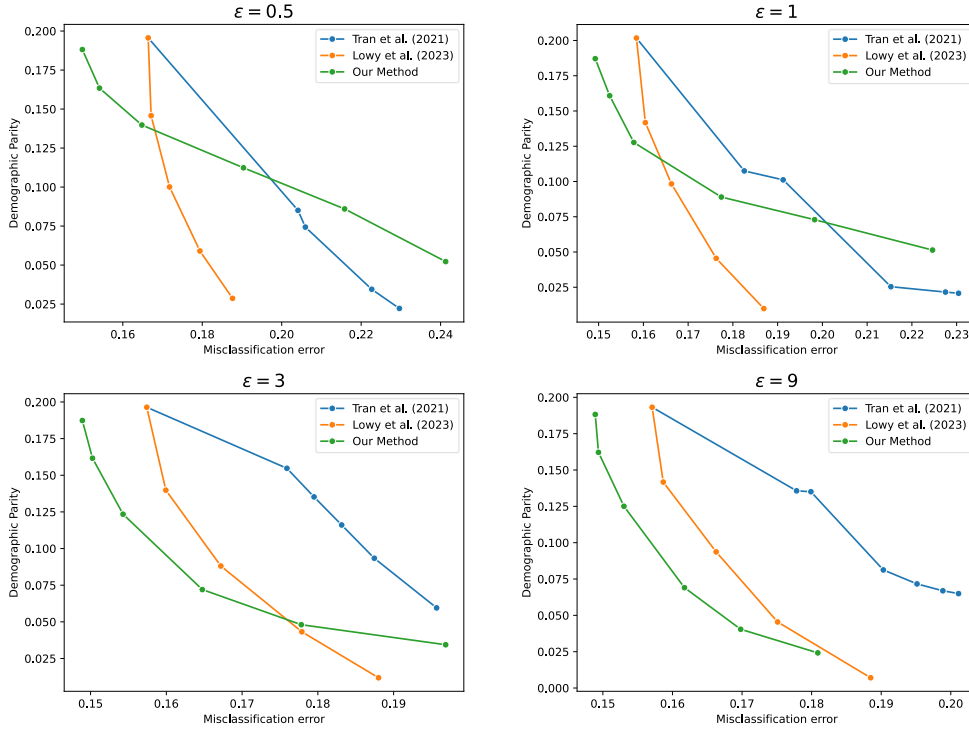 ε = 0.5
0.200
0.175
0.150
0.125
0.100
0.075
0.050
0.025
Demographic Parity
Tran et al. (2021)
Lowy et al. (2023)
Our Method
0.16 0.18 0.20 0.22 0.24
Misclassification error
ε = 1
0.200
0.175
0.150
0.125
0.100
0.075
0.050
0.025
Demographic Parity
Tran et al. (2021)
Lowy et al. (2023)
Our Method
0.15 0.16 0.17 0.18 0.19 0.20 0.21 0.22 0.23
Misclassification error
ε = 3
0.200
0.175
0.150
0.125
0.100
0.075
0.050
0.025
Demographic Parity
Tran et al. (2021)
Lowy et al. (2023)
Our Method
0.15 0.16 0.17 0.18 0.19
Misclassification error
ε = 9
0.200
0.175
0.150
0.125
0.100
0.075
0.050
0.025
0.000
Demographic Parity
Tran et al. (2021)
Lowy et al. (2023)
Our Method
0.15 0.16 0.17 0.18 0.19 0.20
Misclassification error